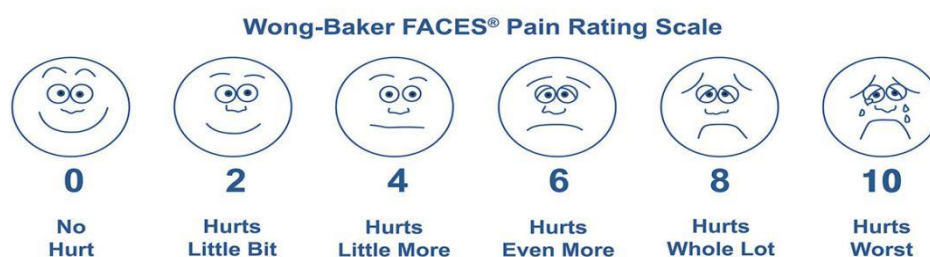 Wong-Baker FACES® Pain Rating Scale
0
2
4
6
8
10
No
Hurt
Hurts
Little Bit
Hurts
Little More
Hurts
Even More
Hurts
Whole Lot
Hurts
Worst